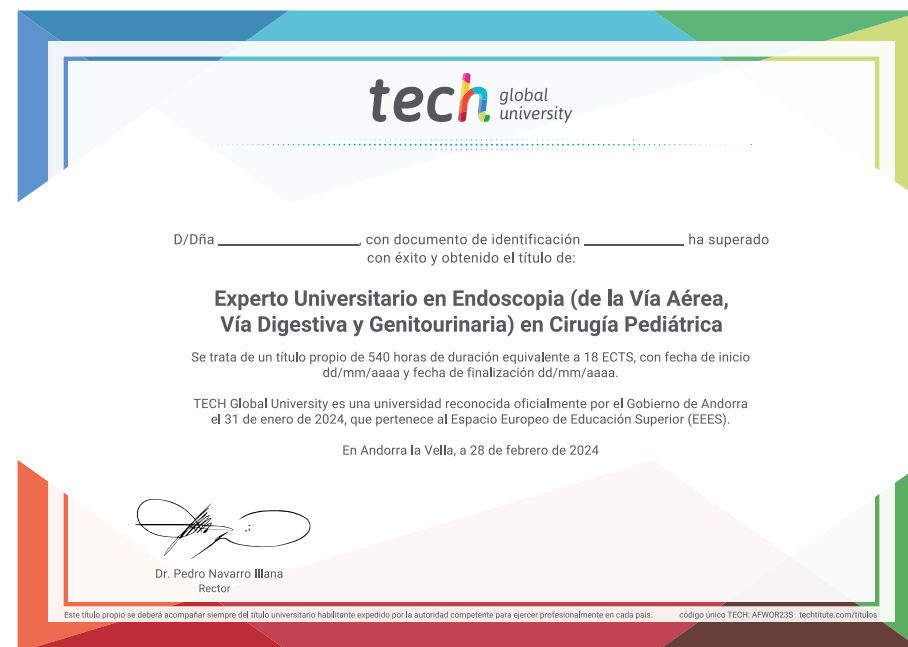 tech global university
D/Dña ____________________, con documento de identificación ______________ ha superado
con éxito y obtenido el título de:
Experto Universitario en Endoscopia (de la Vía Aérea,
Vía Digestiva y Genitourinaria) en Cirugía Pediátrica
Se trata de un título propio de 540 horas de duración equivalente a 18 ECTS, con fecha de inicio
dd/mm/aaaa y fecha de finalización dd/mm/aaaa.
TECH Global University es una universidad reconocida oficialmente por el Gobierno de Andorra
el 31 de enero de 2024, que pertenece al Espacio Europeo de Educación Superior (EEES).
En Andorra la Vella, a 28 de febrero de 2024
Dr. Pedro Navarro Illana
Rector
Este título propio se deberá acompañar siempre del título universitario habilitante expedido por la autoridad competente para ejercer profesionalmente en cada país. código único TECH: AFWOR23S techtitute.com/titulos